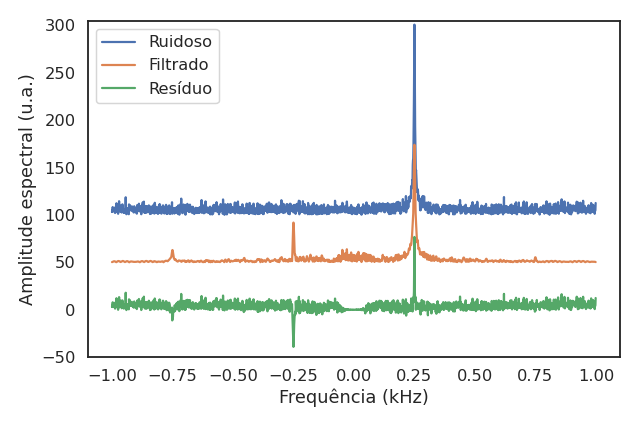 300
250
200
150
100
50
0
−50
Amplitude espectral (u.a.)
Ruidoso
Filtrado
Resíduo
−1.00 −0.75 −0.50 −0.25 0.00 0.25 0.50 0.75 1.00
Frequência (kHz)